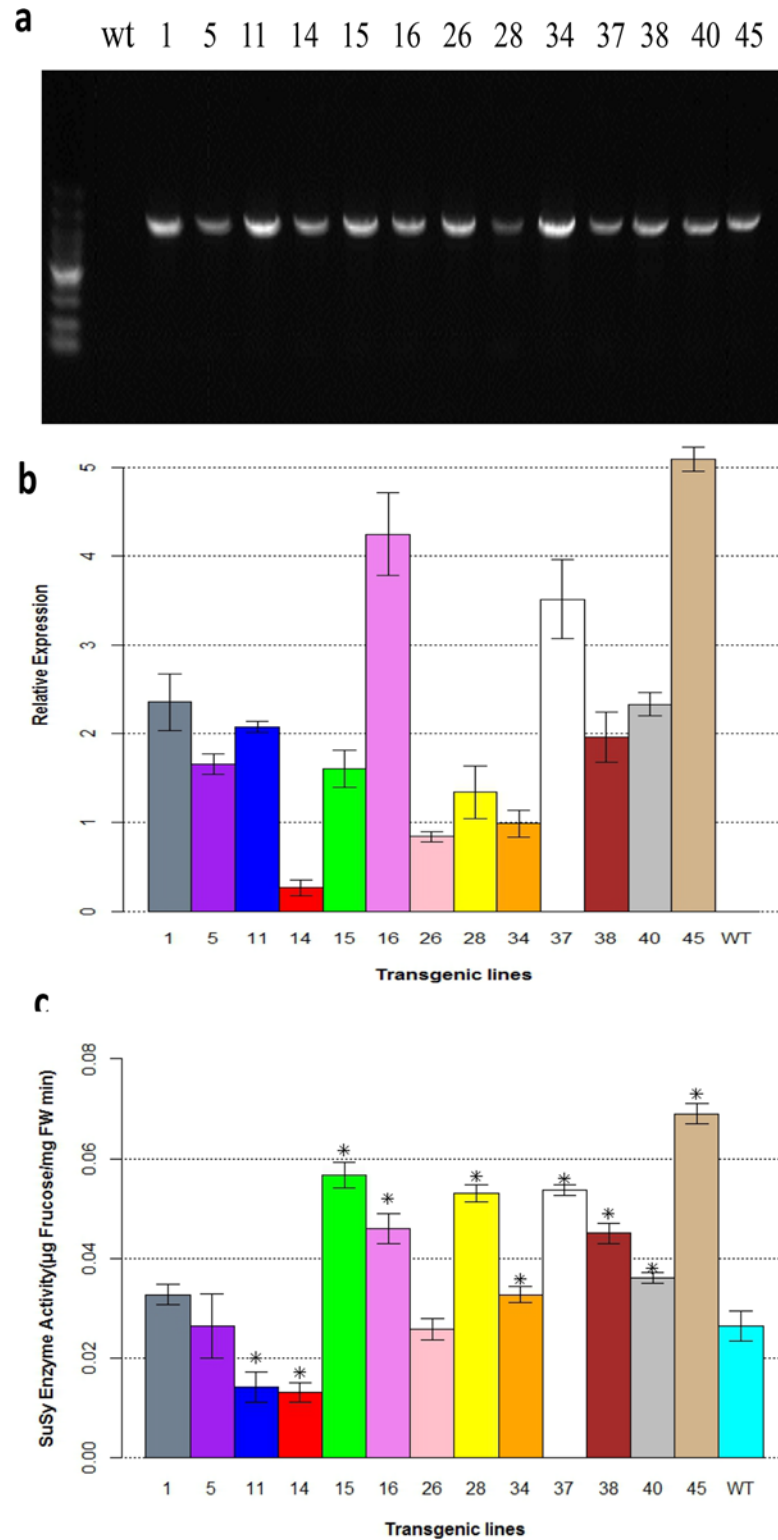 a
wt 1 5 11 14 15 16 26 28 34 37 38 40 45
b
Relative Expression
5
4
3
2
1
0
1 5 11 14 15 16 26 28 34 37 38 40 45 WT
Transgenic lines
c
SuSy Enzyme Activity(µg Frucose/mg FW min)
0.08
0.06
0.04
0.02
0.00
* * * * * * * * * *
1 5 11 14 15 16 26 28 34 37 38 40 45 WT
Transgenic lines